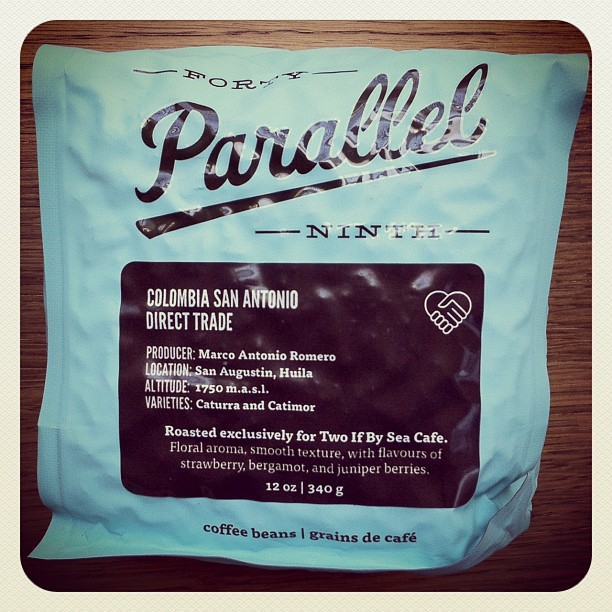 FORTY
Parallel
NINTH
COLOMBIA SAN ANTONIO
DIRECT TRADE
PRODUCER: Marco Antonio Romero
LOCATION: San Augustin, Huila
ALTITUDE: 1750 m.a.s.l.
VARIETIES: Caturra and Catimor
Roasted exclusively for Two If By Sea Cafe.
Floral aroma, smooth texture, with flavours of
strawberry, bergamot, and juniper berries.
12 oz | 340 g
coffee beans | grains de café